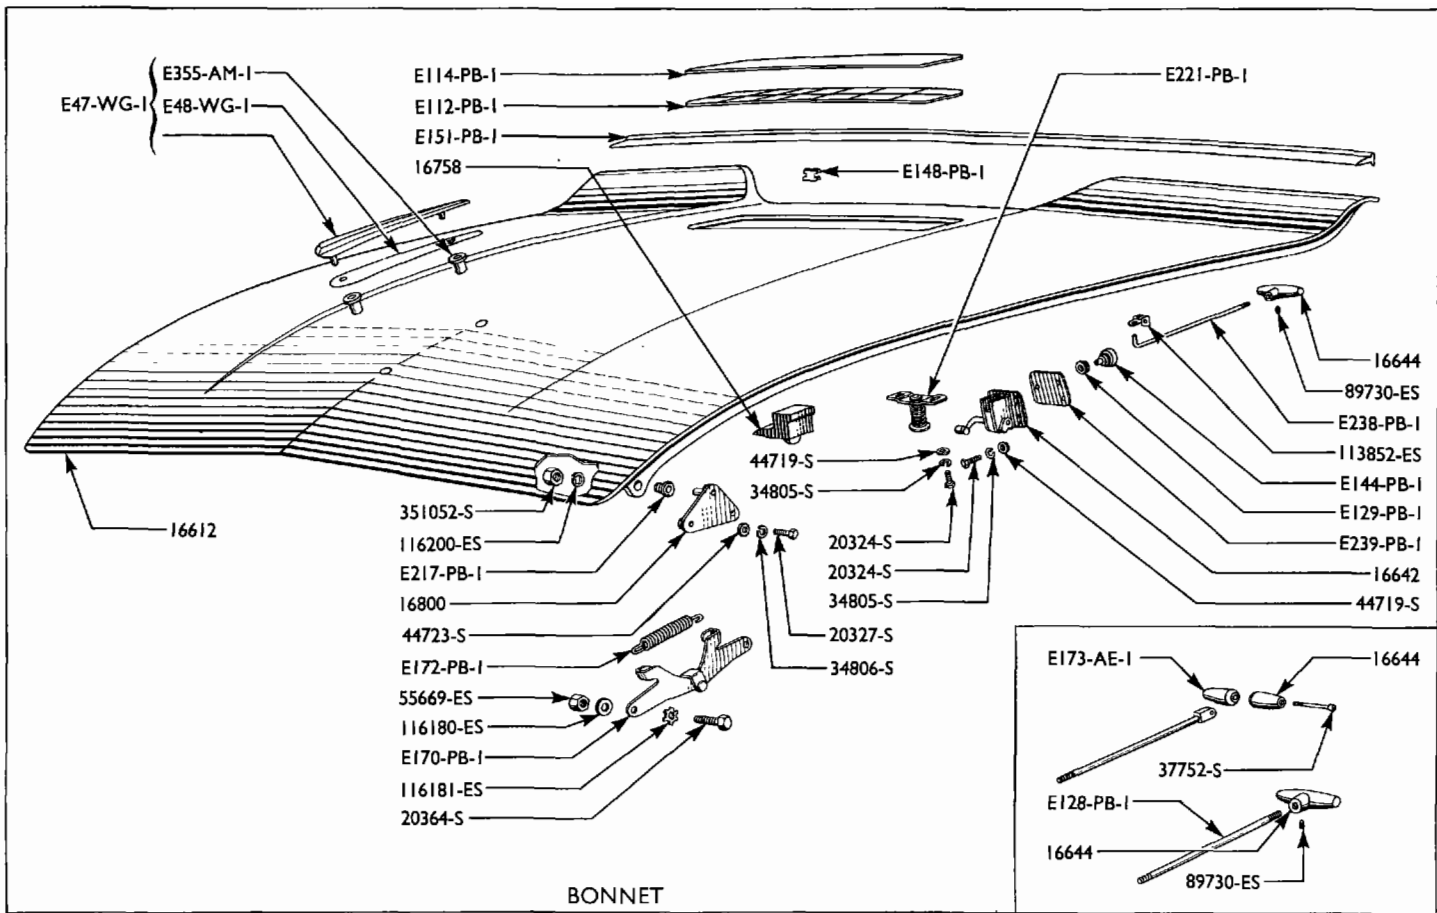 E355-AM-1
E47-WG-1
E48-WG-1
E114-PB-1
E112-PB-1
E151-PB-1
16758
E221-PB-1
E148-PB-1
16612
351052-S
116200-ES
E217-PB-1
16800
44723-S
E172-PB-1
55669-ES
116180-ES
E170-PB-1
116181-ES
20364-S
20327-S
34806-S
44719-S
34805-S
20324-S
20324-S
34805-S
16644
89730-ES
E238-PB-1
113852-ES
E144-PB-1
E129-PB-1
E239-PB-1
16642
44719-S
E173-AE-1
16644
37752-S
E128-PB-1
16644
89730-ES
BONNET